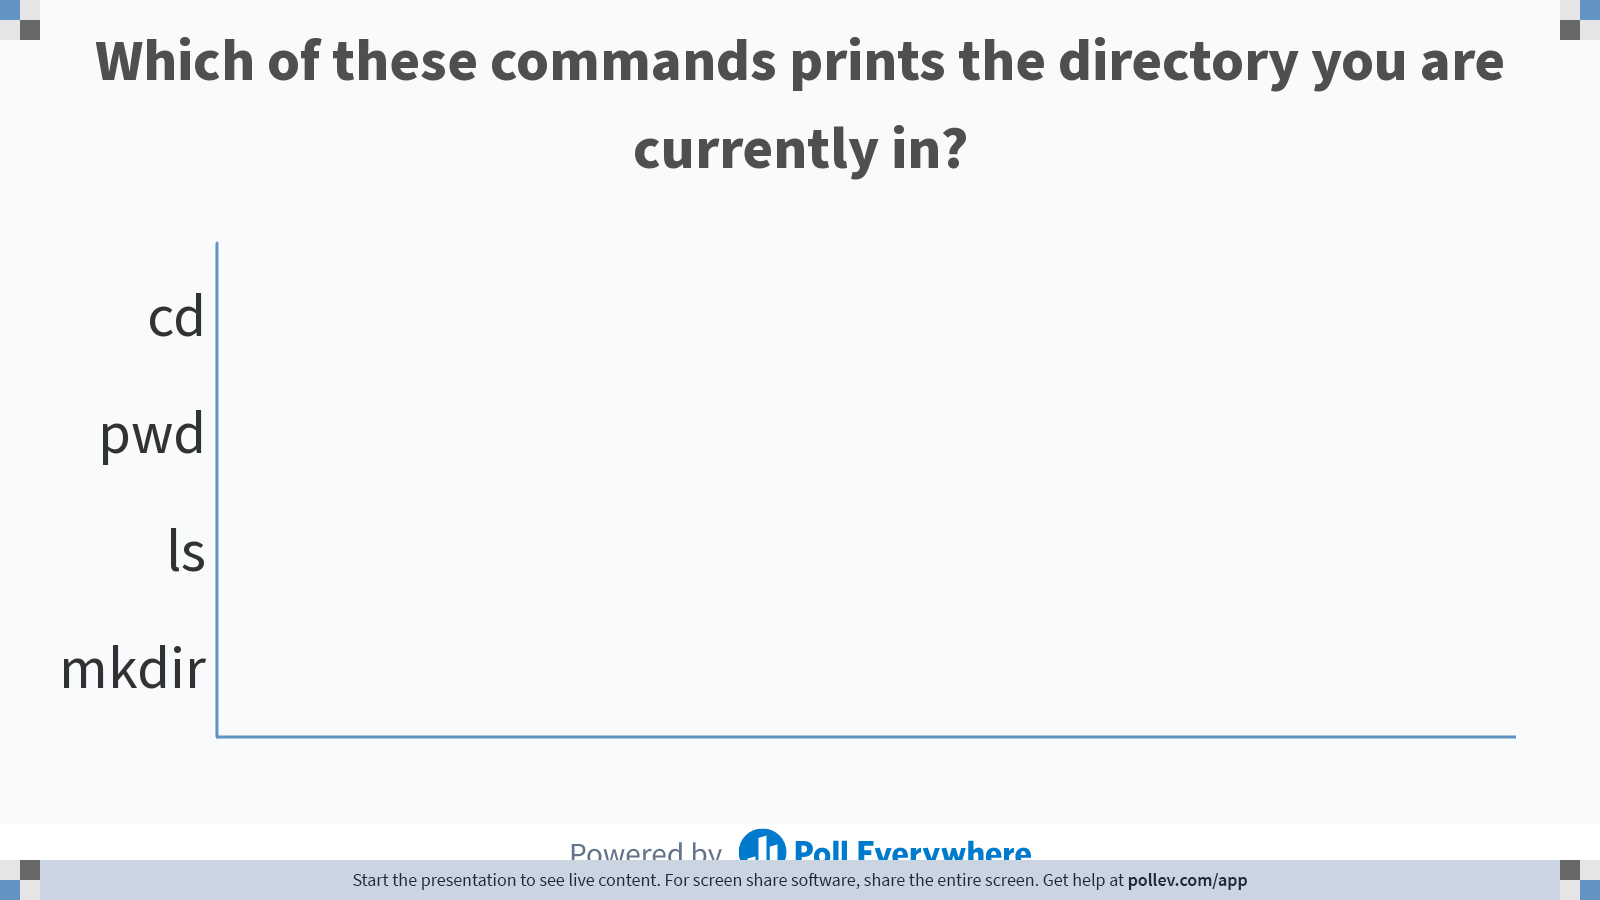 Which of these commands prints the directory you are
currently in?
cd
pwd
ls
mkdir
Powered by Poll Everywhere
Start the presentation to see live content. For screen share software, share the entire screen. Get help at pollev.com/app